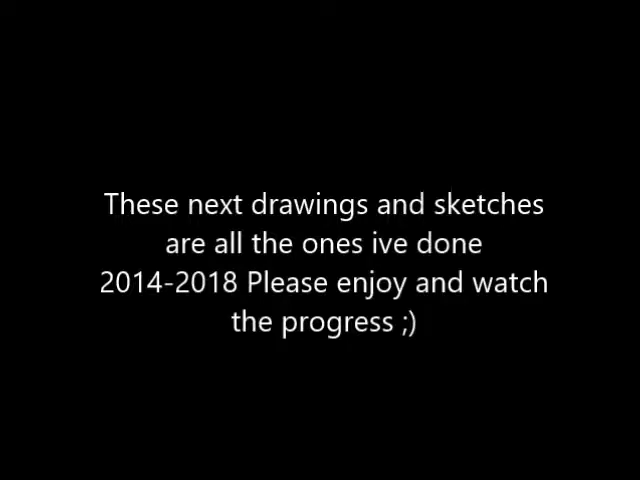 These next drawings and sketches
are all the ones ive done
2014-2018 Please enjoy and watch
the progress ;)